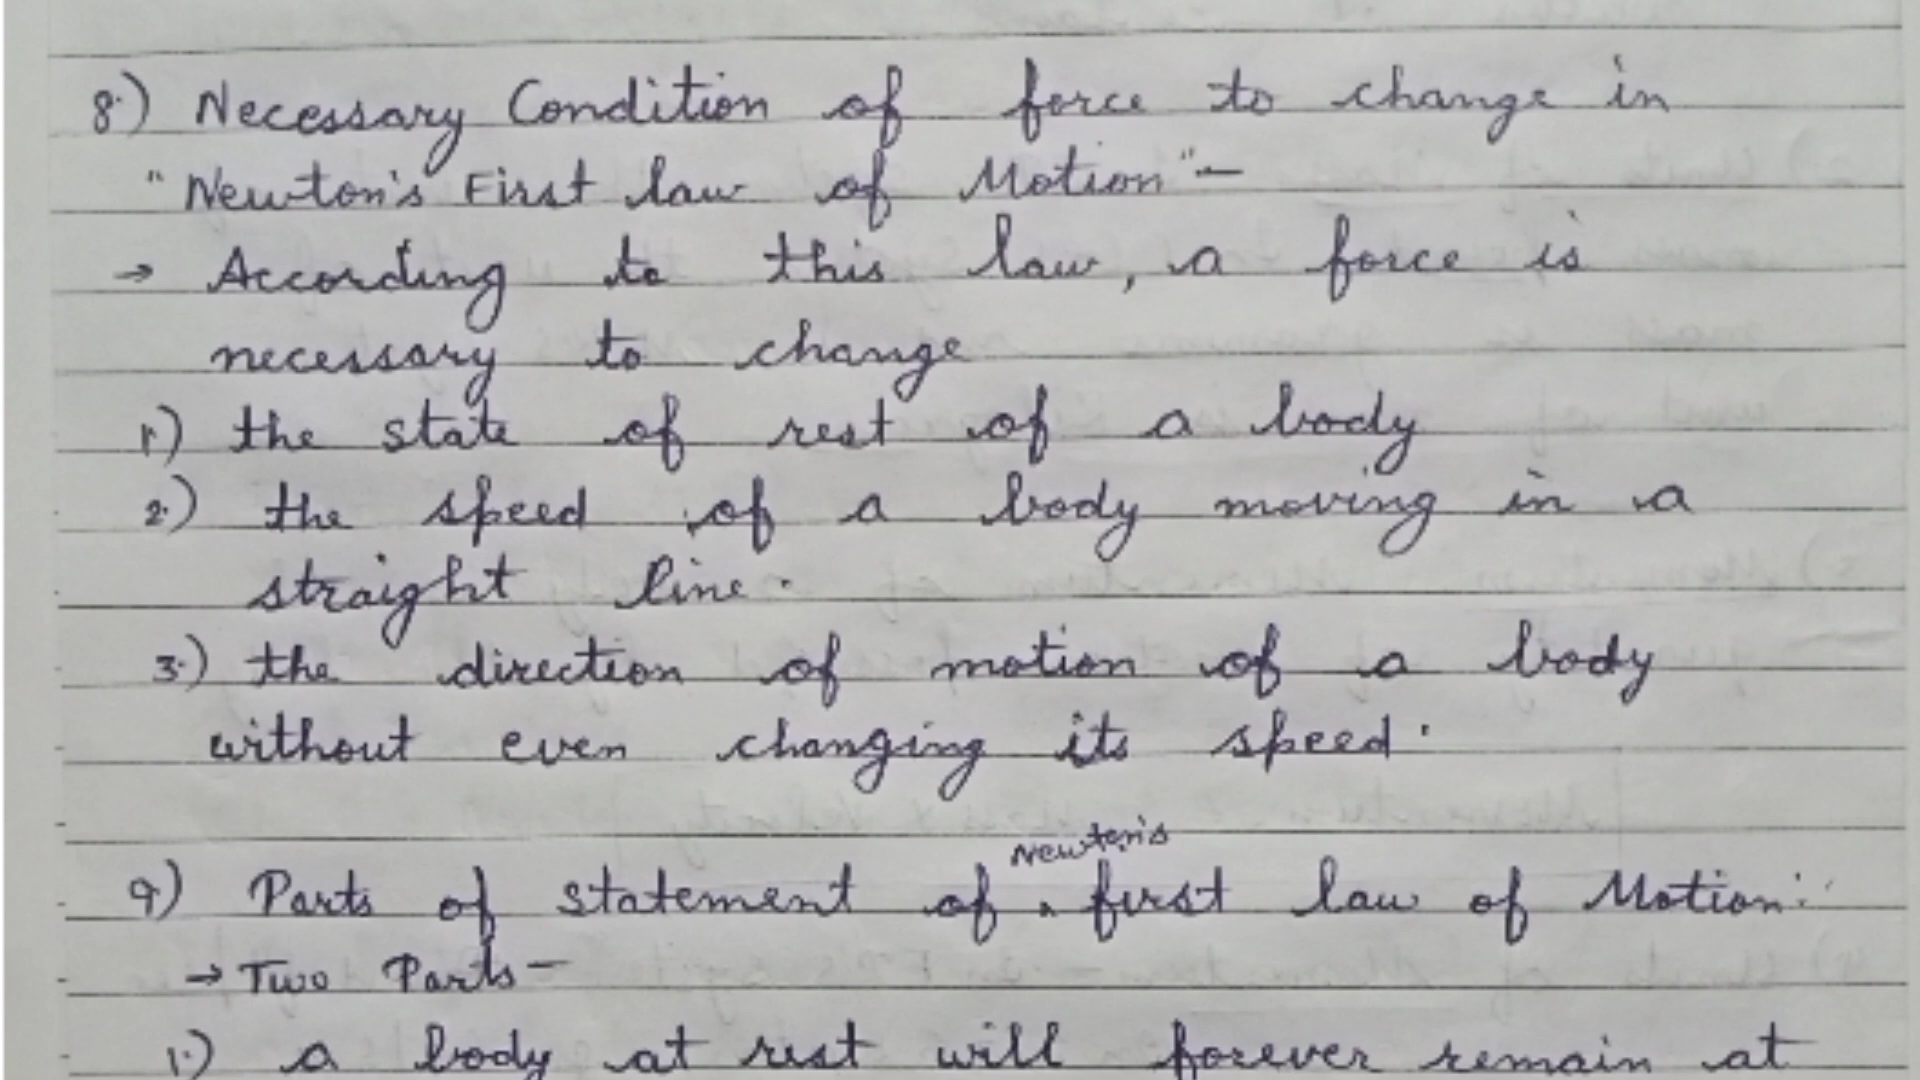 8.) Necessary Condition of force to change in
"Newton's First law of Motion"-
→ According to this law, a force is
necessary to change
1.) the state of rest of a body
2.) the speed of a body moving in a
straight line.
3.) the direction of motion of a body
without even changing its speed.
Newton's
9) Parts of statement of first law of Motion:
→ Two Parts-
1.) a body at rest will forever remain at